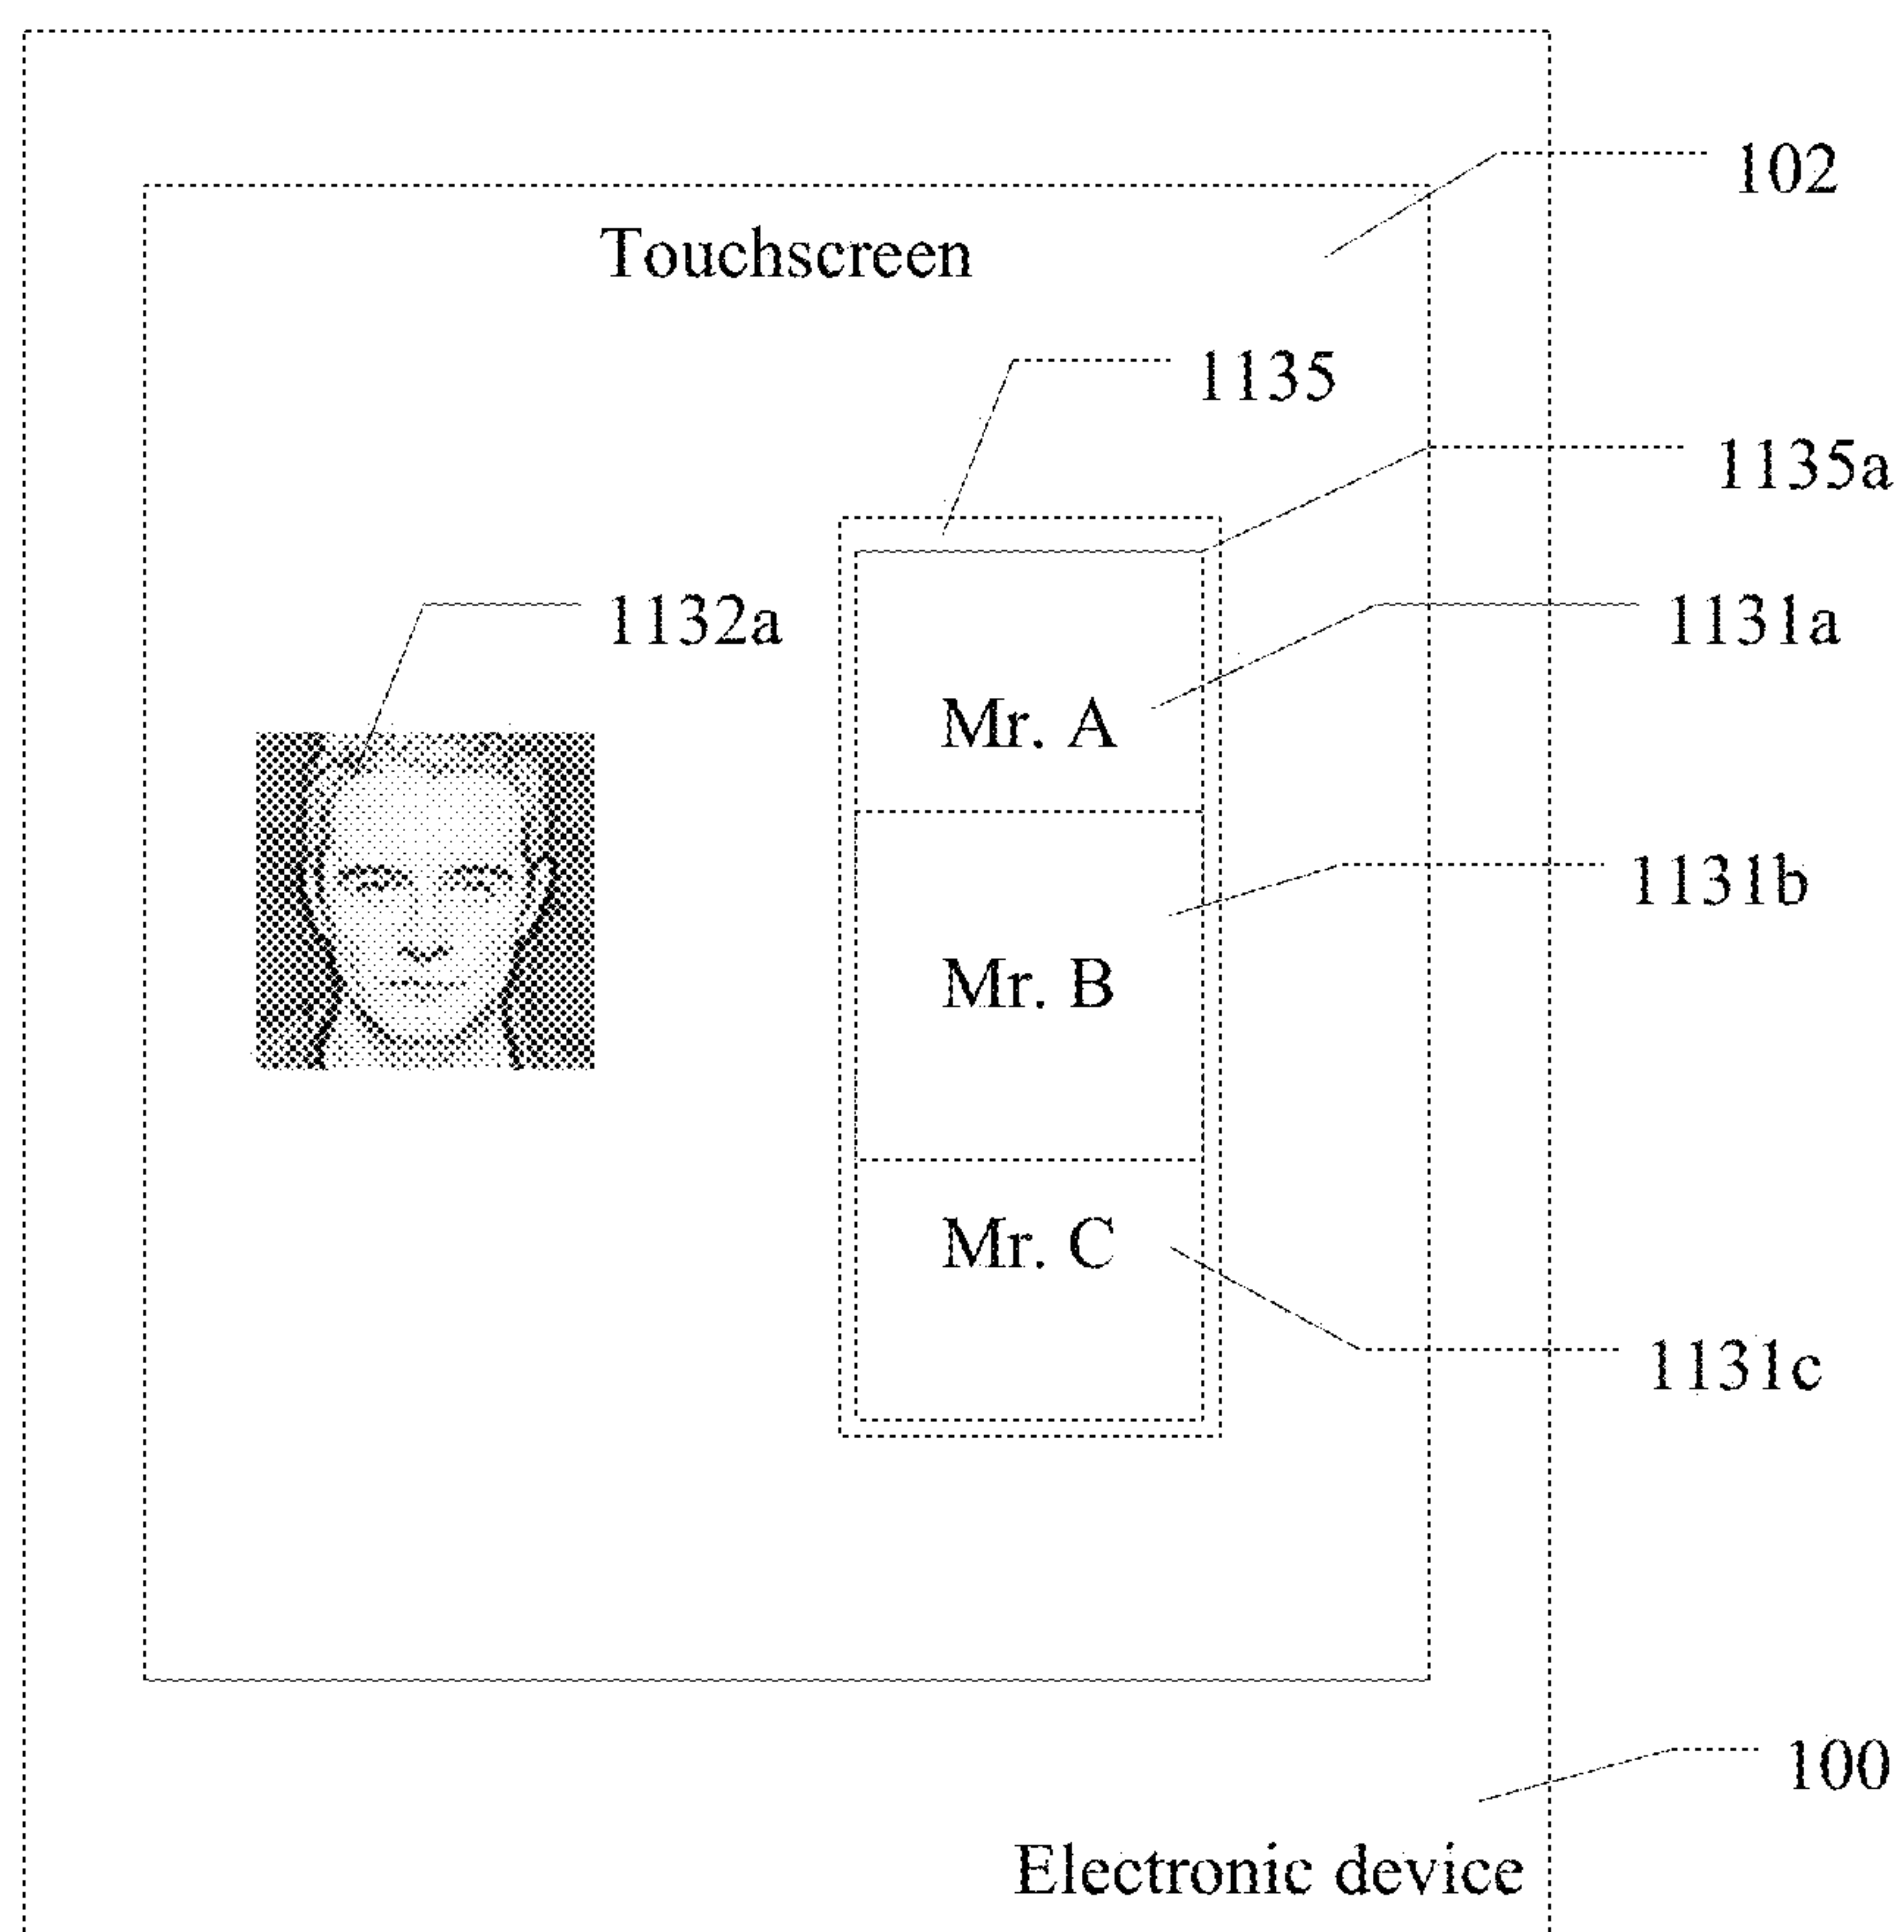 102
Touchscreen
1135
1135a
1132a
1131a
Mr. A
1131b
Mr. B
Mr. C
1131c
100
Electronic device